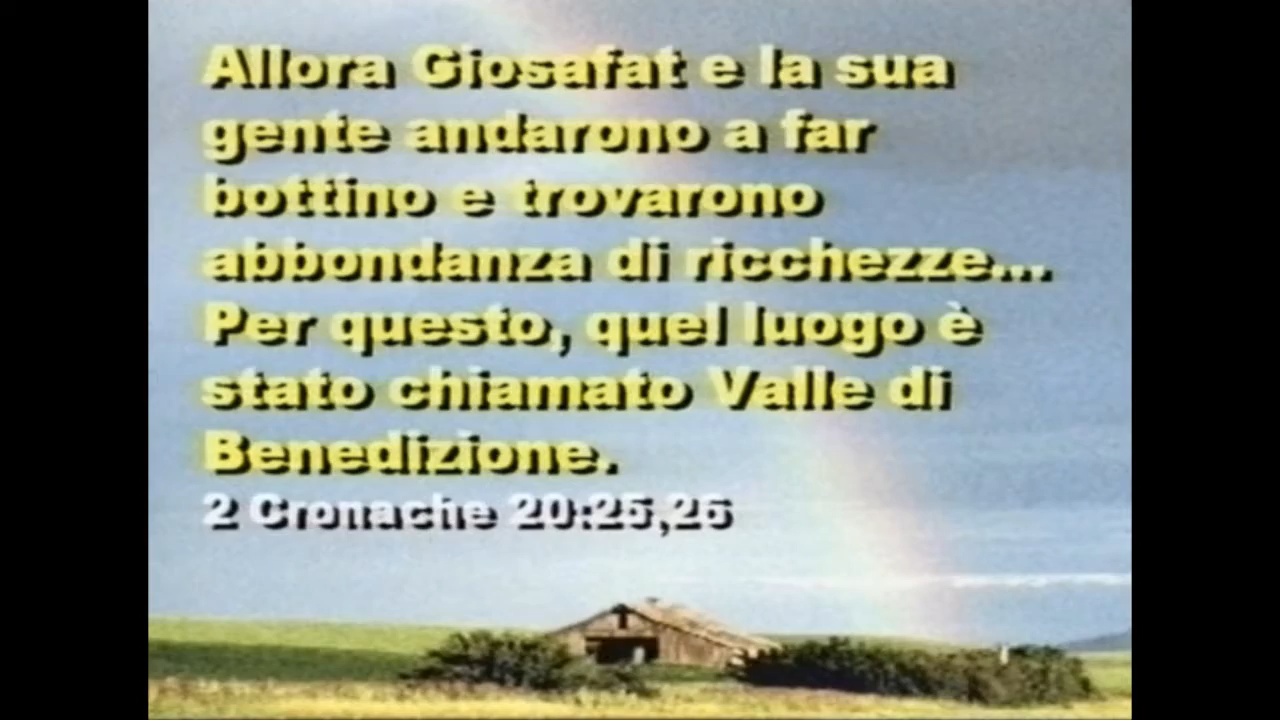 Allora Giosafat e la sua
gente andarono a far
bottino e trovarono
abbondanza di ricchezze...
Per questo, quel luogo è
stato chiamato Valle di
Benedizione.
2 Cronache 20:25,26